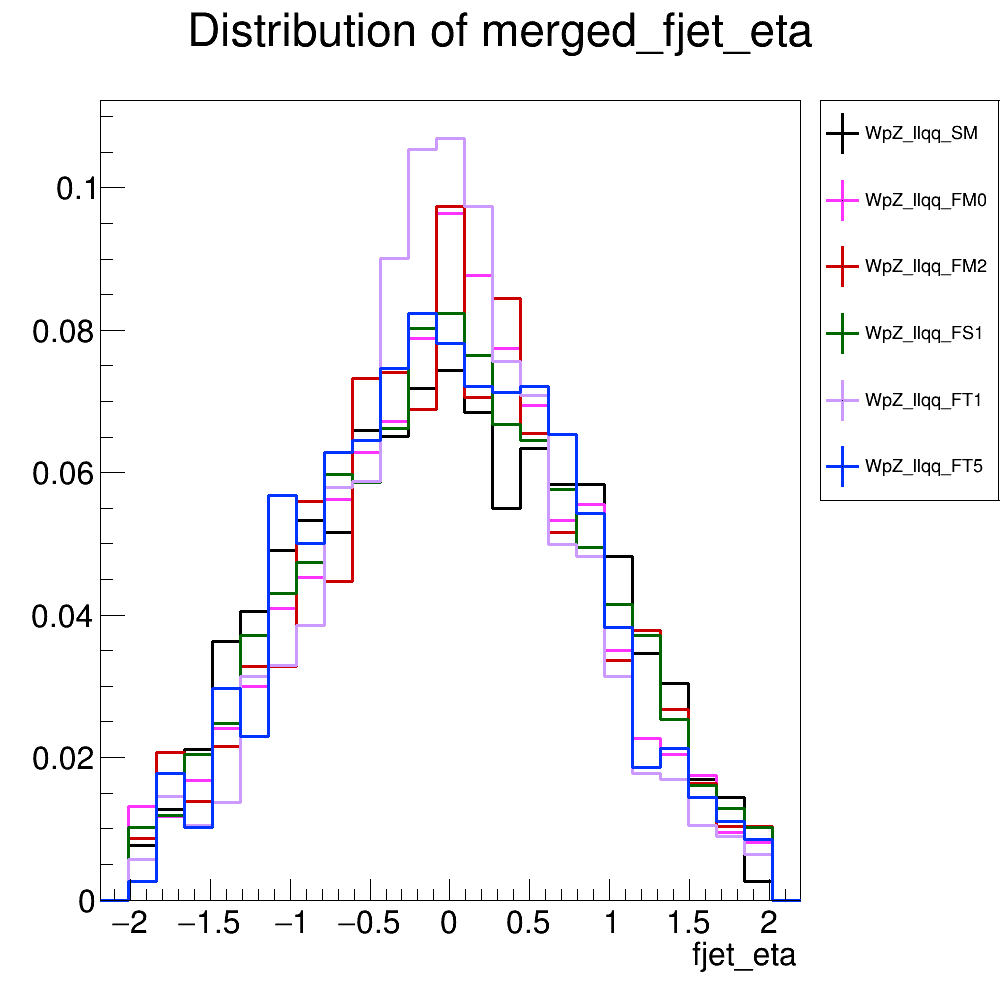 Distribution of merged_fjet_eta
WpZ_llqq_SM
WpZ_llqq_FM0
WpZ_llqq_FM2
WpZ_llqq_FS1
WpZ_llqq_FT1
WpZ_llqq_FT5
0.1
0.08
0.06
0.04
0.02
0
−2 −1.5 −1 −0.5 0 0.5 1 1.5 2
fjet_eta